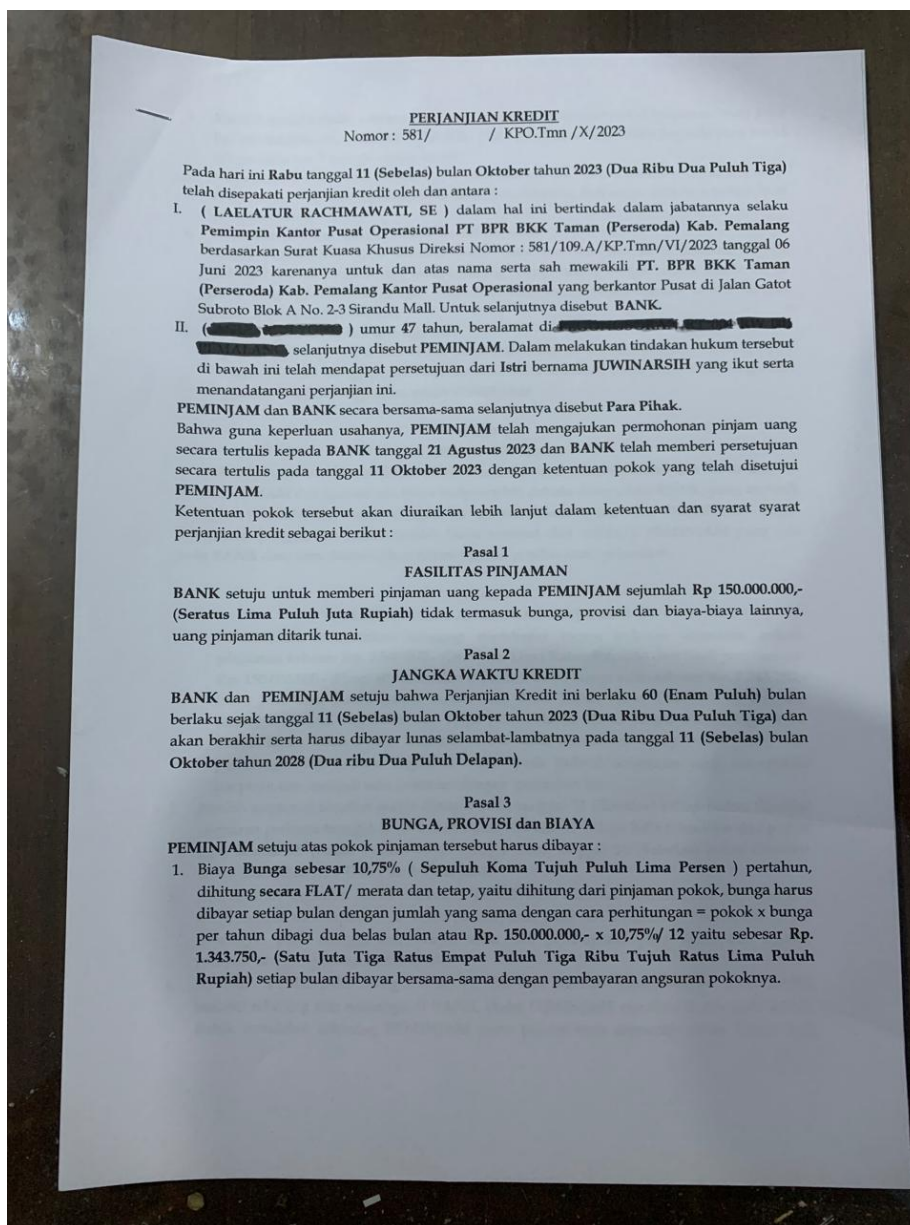 PERJANJIAN KREDIT
Nomor : 581/ / KPO.Tmn /X/2023
Pada hari ini Rabu tanggal 11 (Sebelas) bulan Oktober tahun 2023 (Dua Ribu Dua Puluh Tiga)
telah disepakati perjanjian kredit oleh dan antara :
I. ( LAELATUR RACHMAWATI, SE ) dalam hal ini bertindak dalam jabatannya selaku
Pemimpin Kantor Pusat Operasional PT BPR BKK Taman (Perseroda) Kab. Pemalang
berdasarkan Surat Kuasa Khusus Direksi Nomor : 581/109.A/KP.Tmn/VI/2023 tanggal 06
Juni 2023 karenanya untuk dan atas nama serta sah mewakili PT. BPR BKK Taman
(Perseroda) Kab. Pemalang Kantor Pusat Operasional yang berkantor Pusat di Jalan Gatot
Subroto Blok A No. 2-3 Sirandu Mall. Untuk selanjutnya disebut BANK.
II. ( ) umur 47 tahun, beralamat di
, selanjutnya disebut PEMINJAM. Dalam melakukan tindakan hukum tersebut
di bawah ini telah mendapat persetujuan dari Istri bernama JUWINARSIH yang ikut serta
menandatangani perjanjian ini.
PEMINJAM dan BANK secara bersama-sama selanjutnya disebut Para Pihak.
Bahwa guna keperluan usahanya, PEMINJAM telah mengajukan permohonan pinjam uang
secara tertulis kepada BANK tanggal 21 Agustus 2023 dan BANK telah memberi persetujuan
secara tertulis pada tanggal 11 Oktober 2023 dengan ketentuan pokok yang telah disetujui
PEMINJAM.
Ketentuan pokok tersebut akan diuraikan lebih lanjut dalam ketentuan dan syarat syarat
perjanjian kredit sebagai berikut :
Pasal 1
FASILITAS PINJAMAN
BANK setuju untuk memberi pinjaman uang kepada PEMINJAM sejumlah Rp 150.000.000,-
(Seratus Lima Puluh Juta Rupiah) tidak termasuk bunga, provisi dan biaya-biaya lainnya,
uang pinjaman ditarik tunai.
Pasal 2
JANGKA WAKTU KREDIT
BANK dan PEMINJAM setuju bahwa Perjanjian Kredit ini berlaku 60 (Enam Puluh) bulan
berlaku sejak tanggal 11 (Sebelas) bulan Oktober tahun 2023 (Dua Ribu Dua Puluh Tiga) dan
akan berakhir serta harus dibayar lunas selambat-lambatnya pada tanggal 11 (Sebelas) bulan
Oktober tahun 2028 (Dua ribu Dua Puluh Delapan).
Pasal 3
BUNGA, PROVISI dan BIAYA
PEMINJAM setuju atas pokok pinjaman tersebut harus dibayar :
1. Biaya Bunga sebesar 10,75% ( Sepuluh Koma Tujuh Puluh Lima Persen ) pertahun,
dihitung secara FLAT/ merata dan tetap, yaitu dihitung dari pinjaman pokok, bunga harus
dibayar setiap bulan dengan jumlah yang sama dengan cara perhitungan = pokok x bunga
per tahun dibagi dua belas bulan atau Rp. 150.000.000,- x 10,75%/ 12 yaitu sebesar Rp.
1.343.750,- (Satu Juta Tiga Ratus Empat Puluh Tiga Ribu Tujuh Ratus Lima Puluh
Rupiah) setiap bulan dibayar bersama-sama dengan pembayaran angsuran pokoknya.